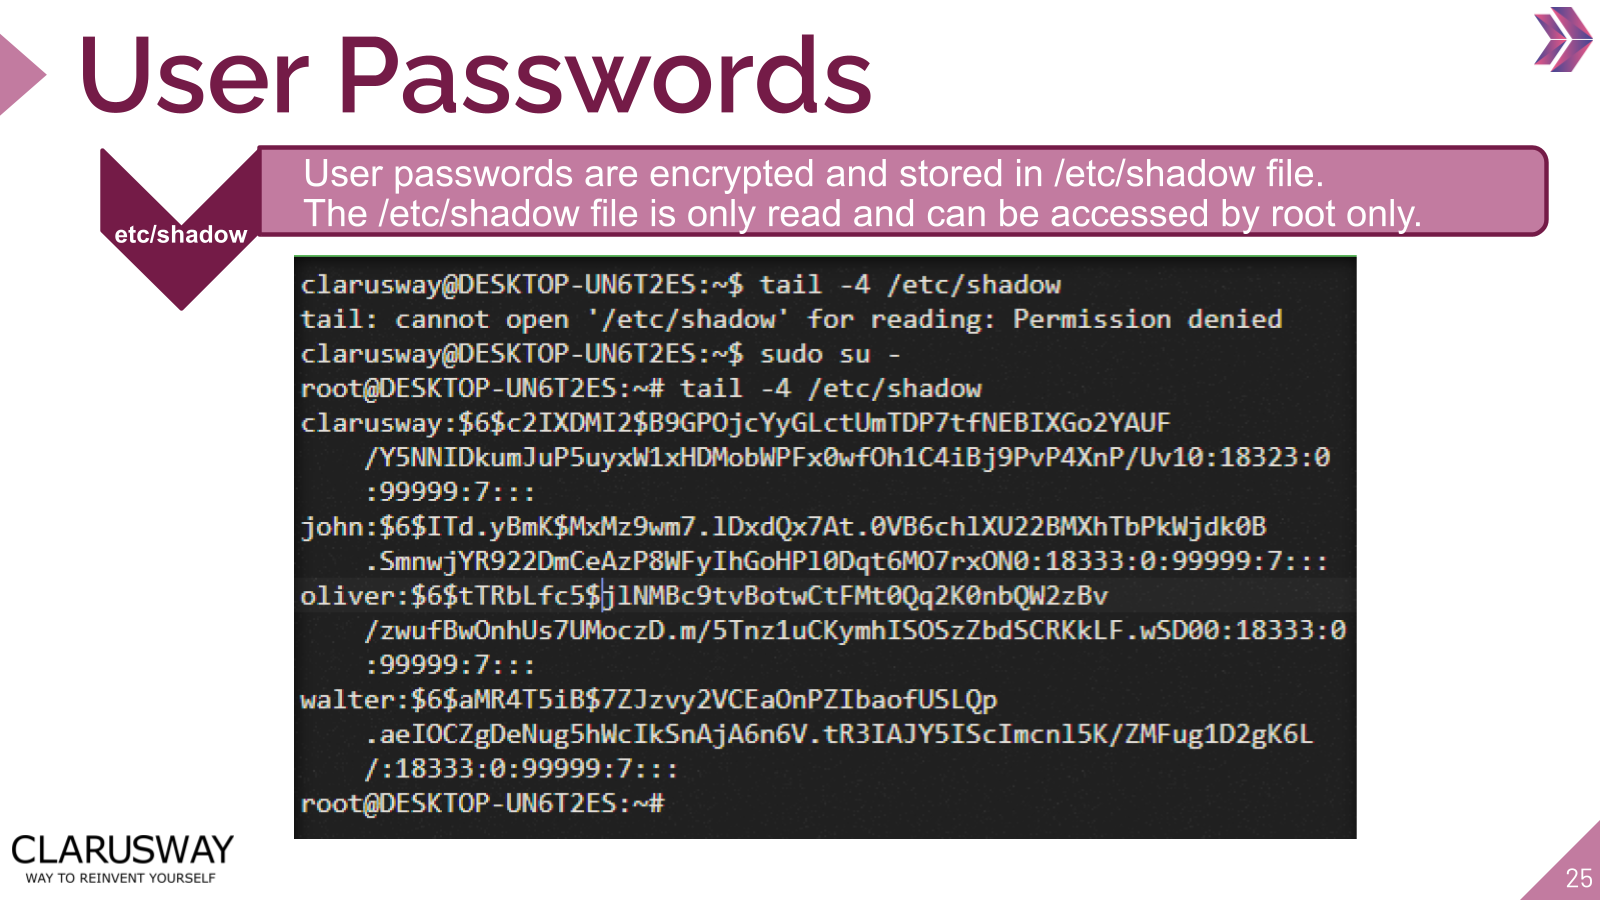 User Passwords
User passwords are encrypted and stored in /etc/shadow file.
The /etc/shadow file is only read and can be accessed by root only.
etc/shadow
clarusway@DESKTOP-UN6T2ES:~$ tail -4 /etc/shadow
tail: cannot open '/etc/shadow' for reading: Permission denied
clarusway@DESKTOP-UN6T2ES:~$ sudo su -
root@DESKTOP-UN6T2ES:~# tail -4 /etc/shadow
clarusway:$6$c2IXDMI2$B9GPOjcYyGLctUmTDP7tfNEBIXGo2YAUF
/Y5NNIDkumJuP5uyxW1xHDMobWPFx0wfOh1C4iBj9PvP4XnP/Uv10:18323:0
:99999:7:::
john:$6$ITd.yBmK$MxMz9wm7.lDxdQx7At.0VB6chlXU22BMXhTbPkWjdk0B
.SmnwjYR922DmCeAzP8WFyIhGoHPl0Dqt6MO7rxON0:18333:0:99999:7:::
oliver:$6$tTRbLfc5$jlNMBc9tvBotwCtFMt0Qq2K0nbQW2zBv
/zwufBwOnhUs7UMoczD.m/5Tnz1uCKymhISOSzZbdSCRKkLF.wSD00:18333:0
:99999:7:::
walter:$6$aMR4T5iB$7ZJzvy2VCEaOnPZIbaofUSLQp
.aeIOCZgDeNug5hWcIkSnAjA6n6V.tR3IAJY5IScImcnl5K/ZMFug1D2gK6L
/:18333:0:99999:7:::
root@DESKTOP-UN6T2ES:~#
CLARUSWAY
WAY TO REINVENT YOURSELF
25